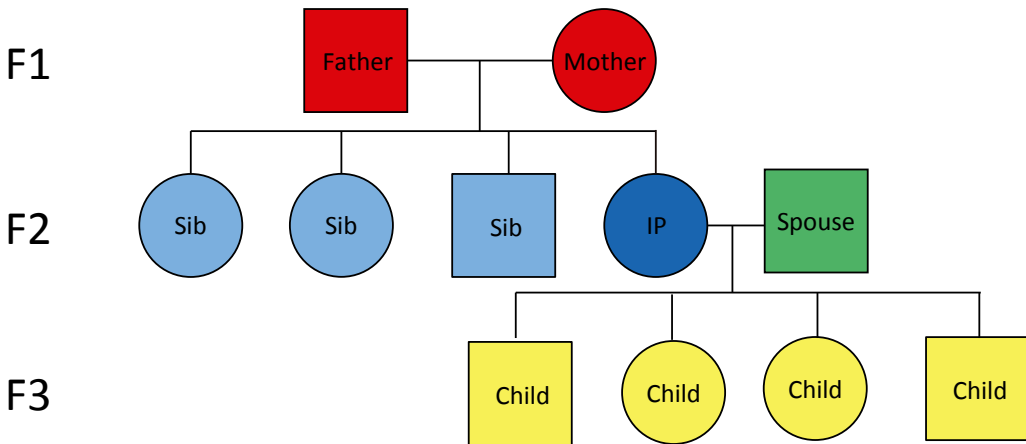 F1
Father
Mother
F2
Sib
Sib
Sib
IP
Spouse
F3
Child
Child
Child
Child